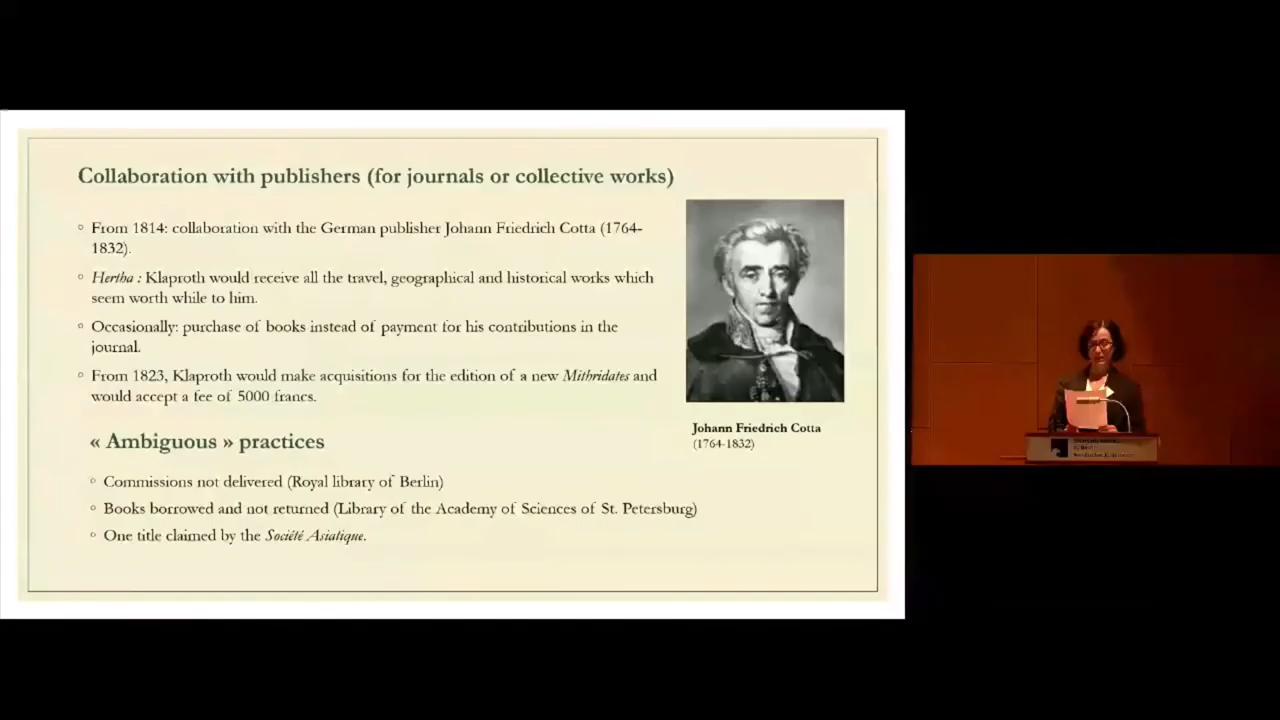 Collaboration with publishers (for journals or collective works)
◦ From 1814: collaboration with the German publisher Johann Friedrich Cotta (1764-
1832).
◦ Hertha : Klaproth would receive all the travel, geographical and historical works which
seem worth while to him.
◦ Occasionally: purchase of books instead of payment for his contributions in the
journal.
◦ From 1823, Klaproth would make acquisitions for the edition of a new Mithridates and
would accept a fee of 5000 francs.
Johann Friedrich Cotta
(1764-1832)
« Ambiguous » practices
◦ Commissions not delivered (Royal library of Berlin)
◦ Books borrowed and not returned (Library of the Academy of Sciences of St. Petersburg)
◦ One title claimed by the Société Asiatique.